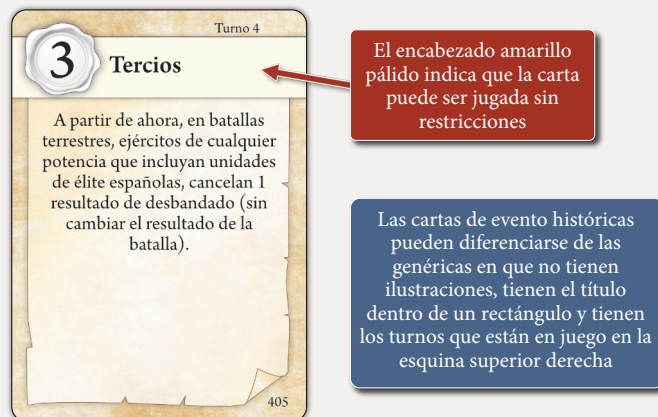 Turno 4
3
Tercios
A partir de ahora, en batallas
terrestres, ejércitos de cualquier
potencia que incluyan unidades
de élite españolas, cancelan 1
resultado de desbandado (sin
cambiar el resultado de la
batalla).
405
El encabezado amarillo
pálido indica que la carta
puede ser jugada sin
restricciones
Las cartas de evento históricas
pueden diferenciarse de las
genéricas en que no tienen
ilustraciones, tienen el título
dentro de un rectángulo y tienen
los turnos que están en juego en la
esquina superior derecha